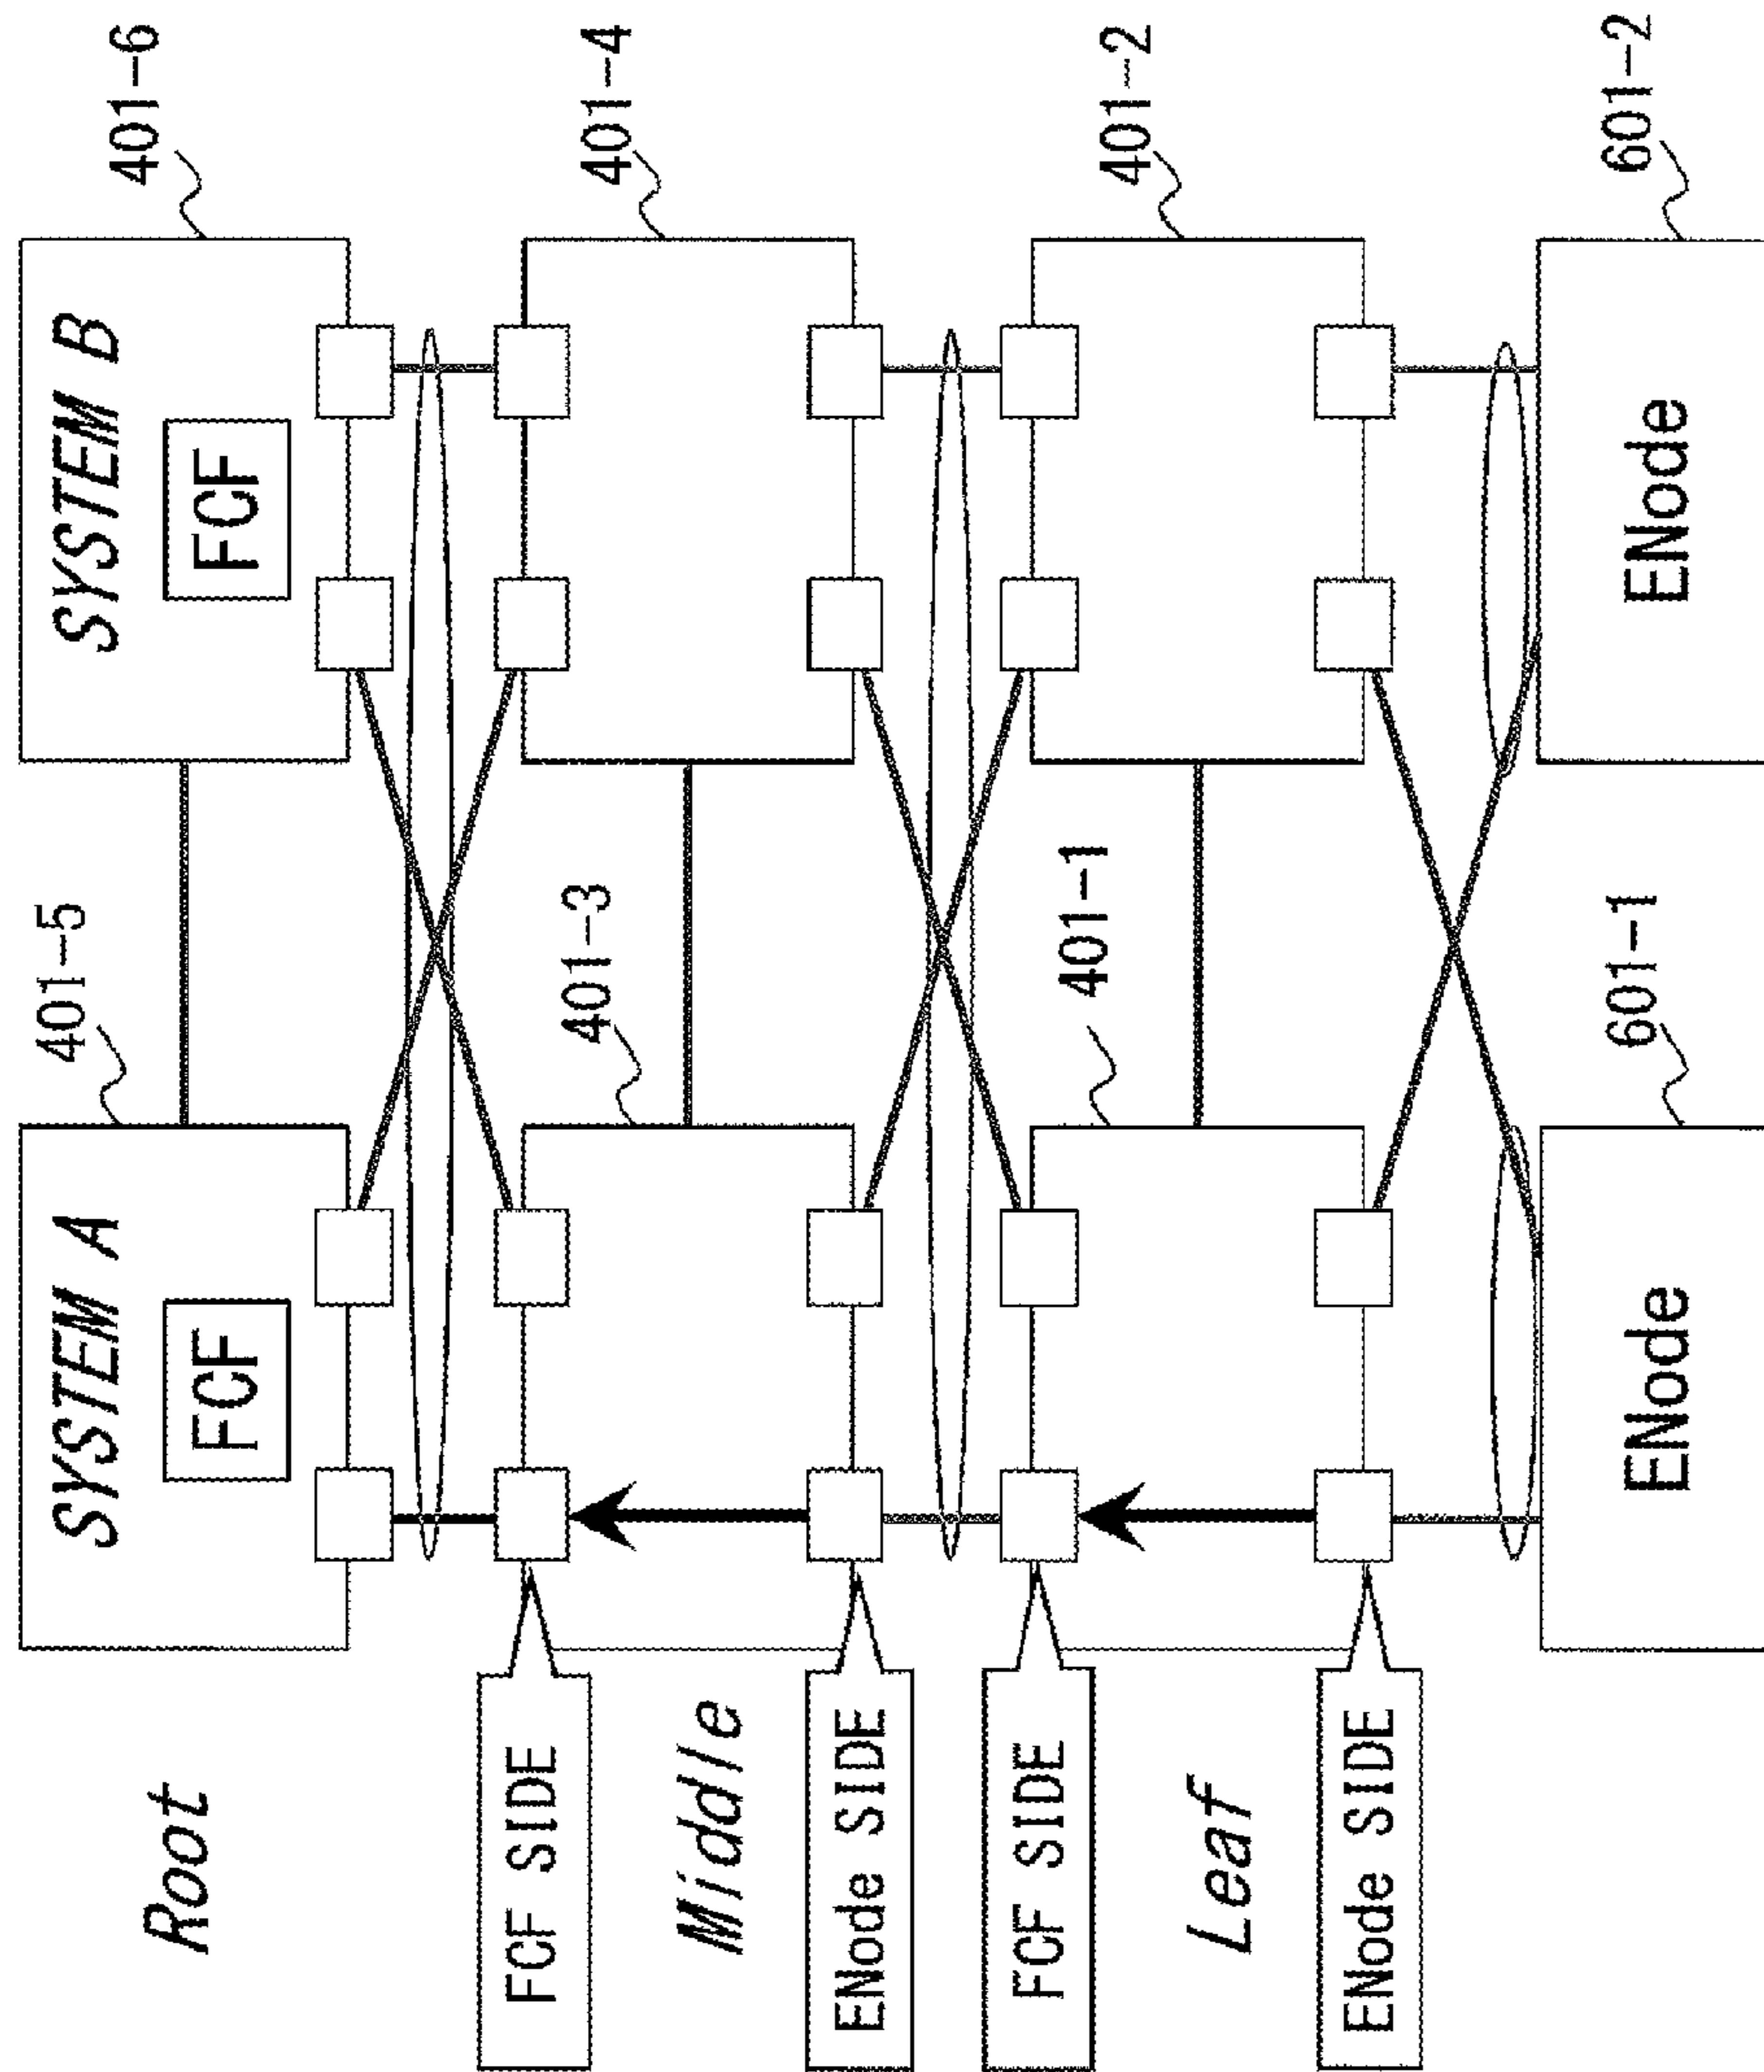 Root
SYSTEM A
FCF
401-5
SYSTEM B
FCF
401-6
FCF SIDE
Middle
401-3
401-4
ENode SIDE
FCF SIDE
Leaf
401-1
401-2
ENode SIDE
ENode
601-1
ENode
601-2